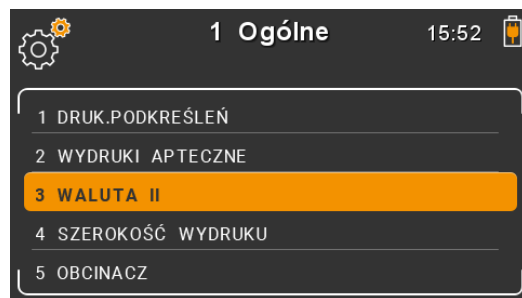 1 Ogólne 15:52
1 DRUK.PODKREŚLEŃ
2 WYDRUKI APTECZNE
3 WALUTA II
4 SZEROKOŚĆ WYDRUKU
5 OBCINACZ